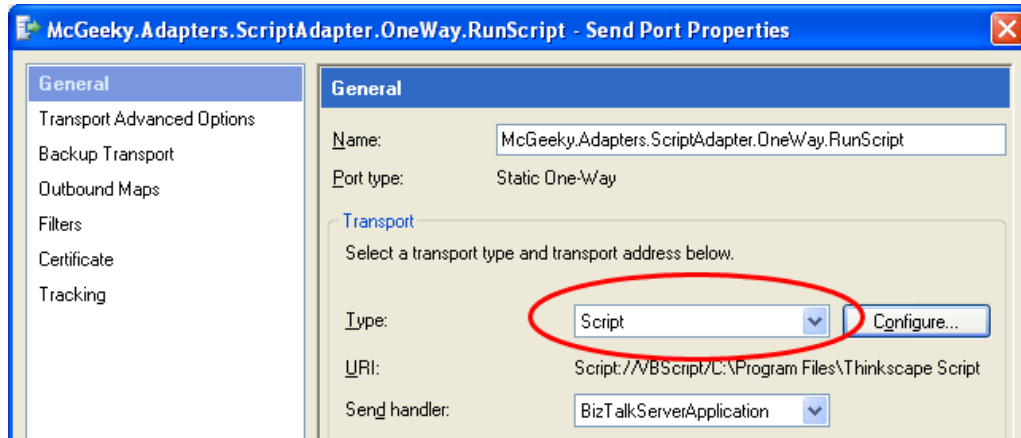 McGeeky.Adapters.ScriptAdapter.OneWay.RunScript - Send Port Properties
General
Transport Advanced Options
Backup Transport
Outbound Maps
Filters
Certificate
Tracking
General
Name: McGeeky.Adapters.ScriptAdapter.OneWay.RunScript
Port type: Static One-Way
Transport
Select a transport type and transport address below.
Type: Script Configure...
URI: Script://VBScript/C:\Program Files\Thinkscape Script
Send handler: BizTalkServerApplication